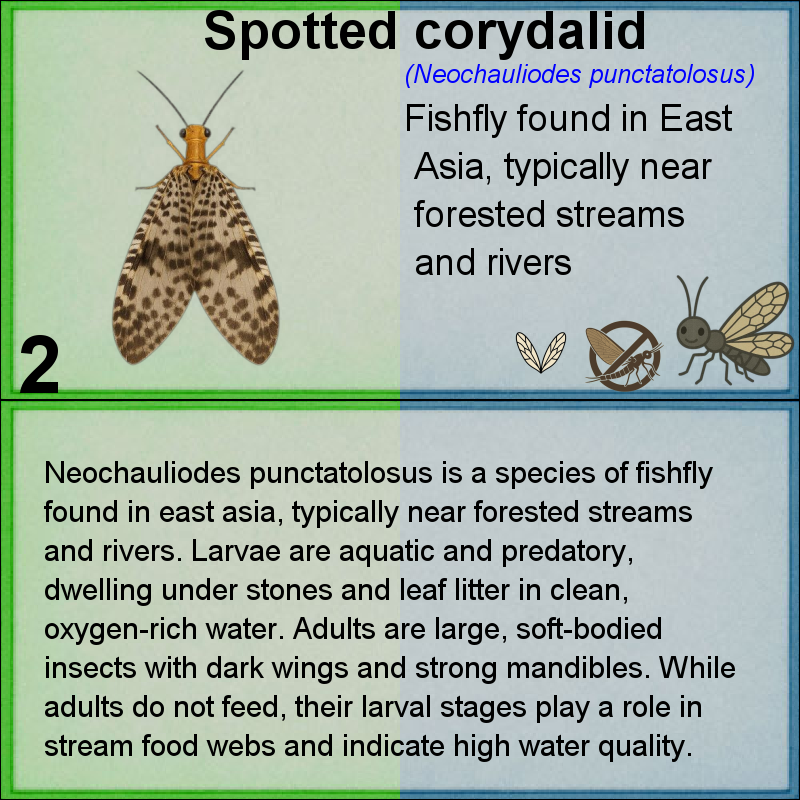 Spotted corydalid
(Neochauliodes punctatolosus)
Fishfly found in East
Asia, typically near
forested streams
and rivers
2
Neochauliodes punctatolosus is a species of fishfly
found in east asia, typically near forested streams
and rivers. Larvae are aquatic and predatory,
dwelling under stones and leaf litter in clean,
oxygen-rich water. Adults are large, soft-bodied
insects with dark wings and strong mandibles. While
adults do not feed, their larval stages play a role in
stream food webs and indicate high water quality.